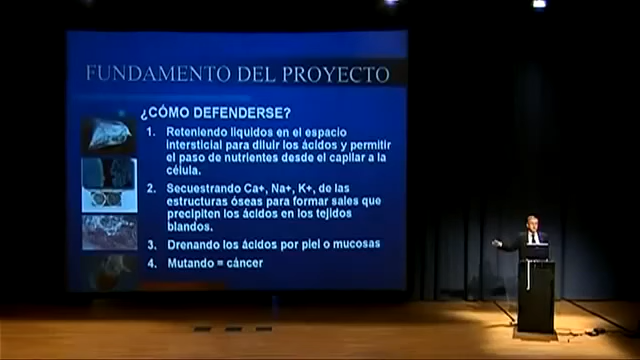 FUNDAMENTO DEL PROYECTO
¿CÓMO DEFENDERSE?
1. Reteniendo liquidos en el espacio
intersticial para diluir los ácidos y permitir
el paso de nutrientes desde el capilar a la
célula.
2. Secuestrando Ca+, Na+, K+, de las
estructuras óseas para formar sales que
precipiten los ácidos en los tejidos
blandos.
3. Drenando los ácidos por piel o mucosas
4. Mutando = cáncer